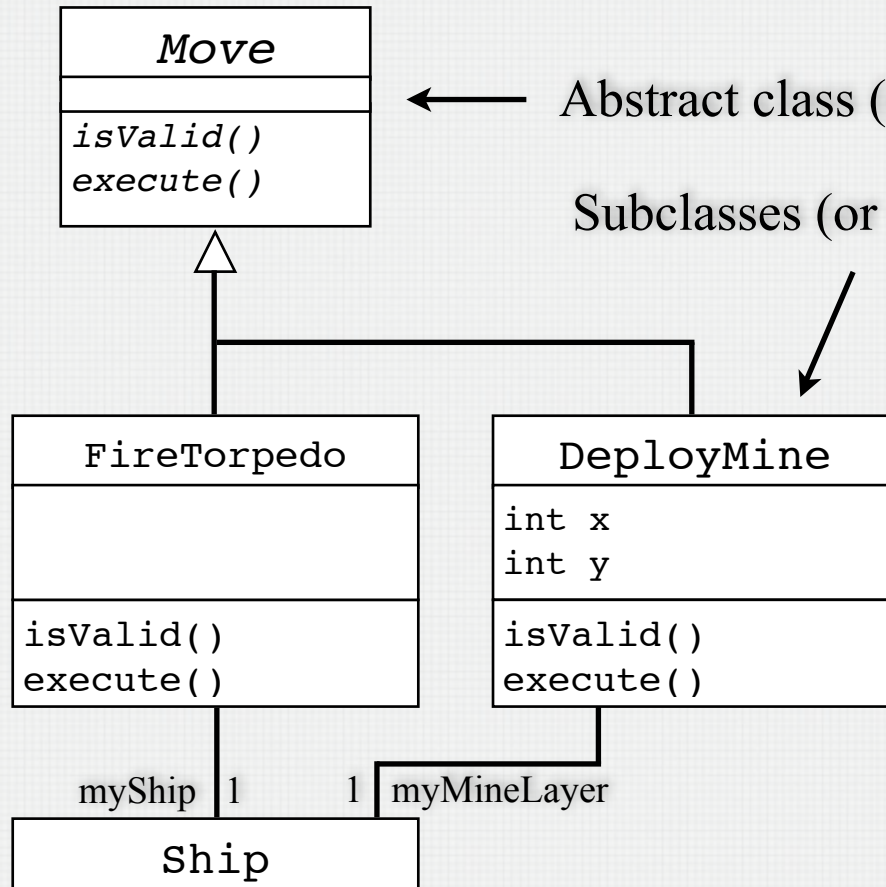 Move
isValid()
execute()
Abstract class (
Subclasses (or
FireTorpedo
isValid()
execute()
DeployMine
int x
int y
isValid()
execute()
myShip 1
1 myMineLayer
Ship